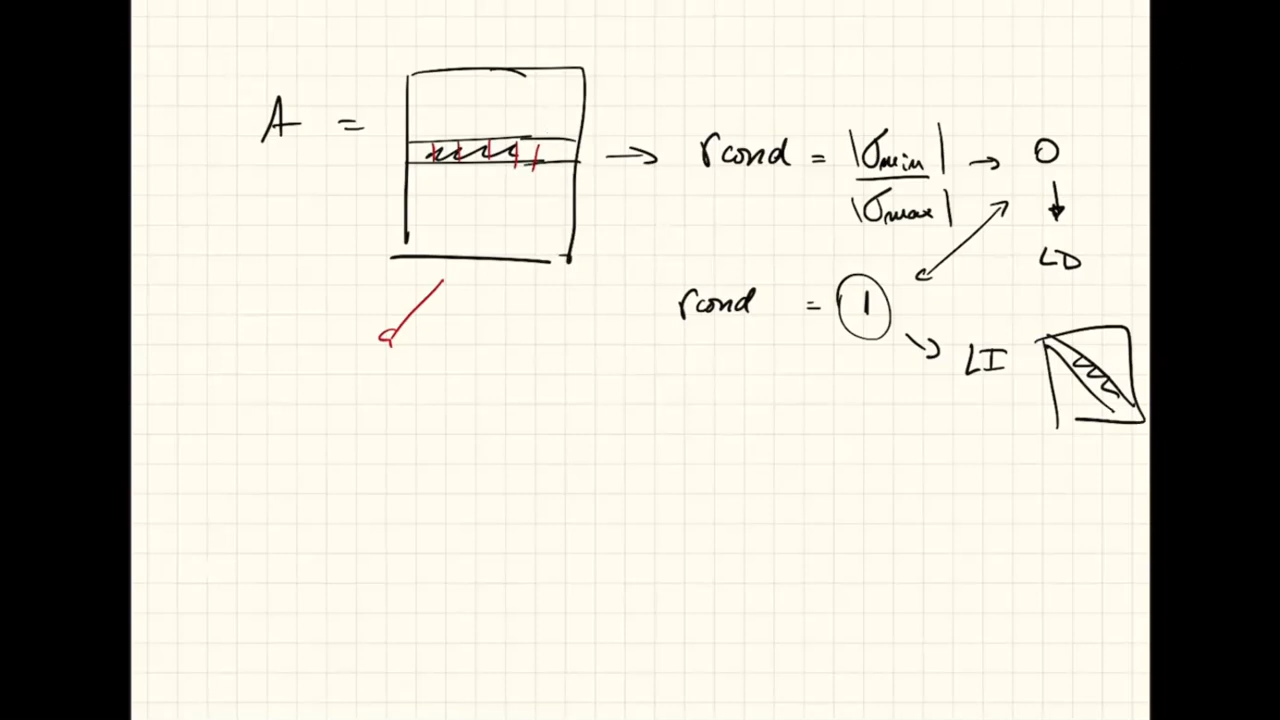 A = → rcond = |σmin| / |σmax| → 0
↓
LD
rcond = 1
↘ LI